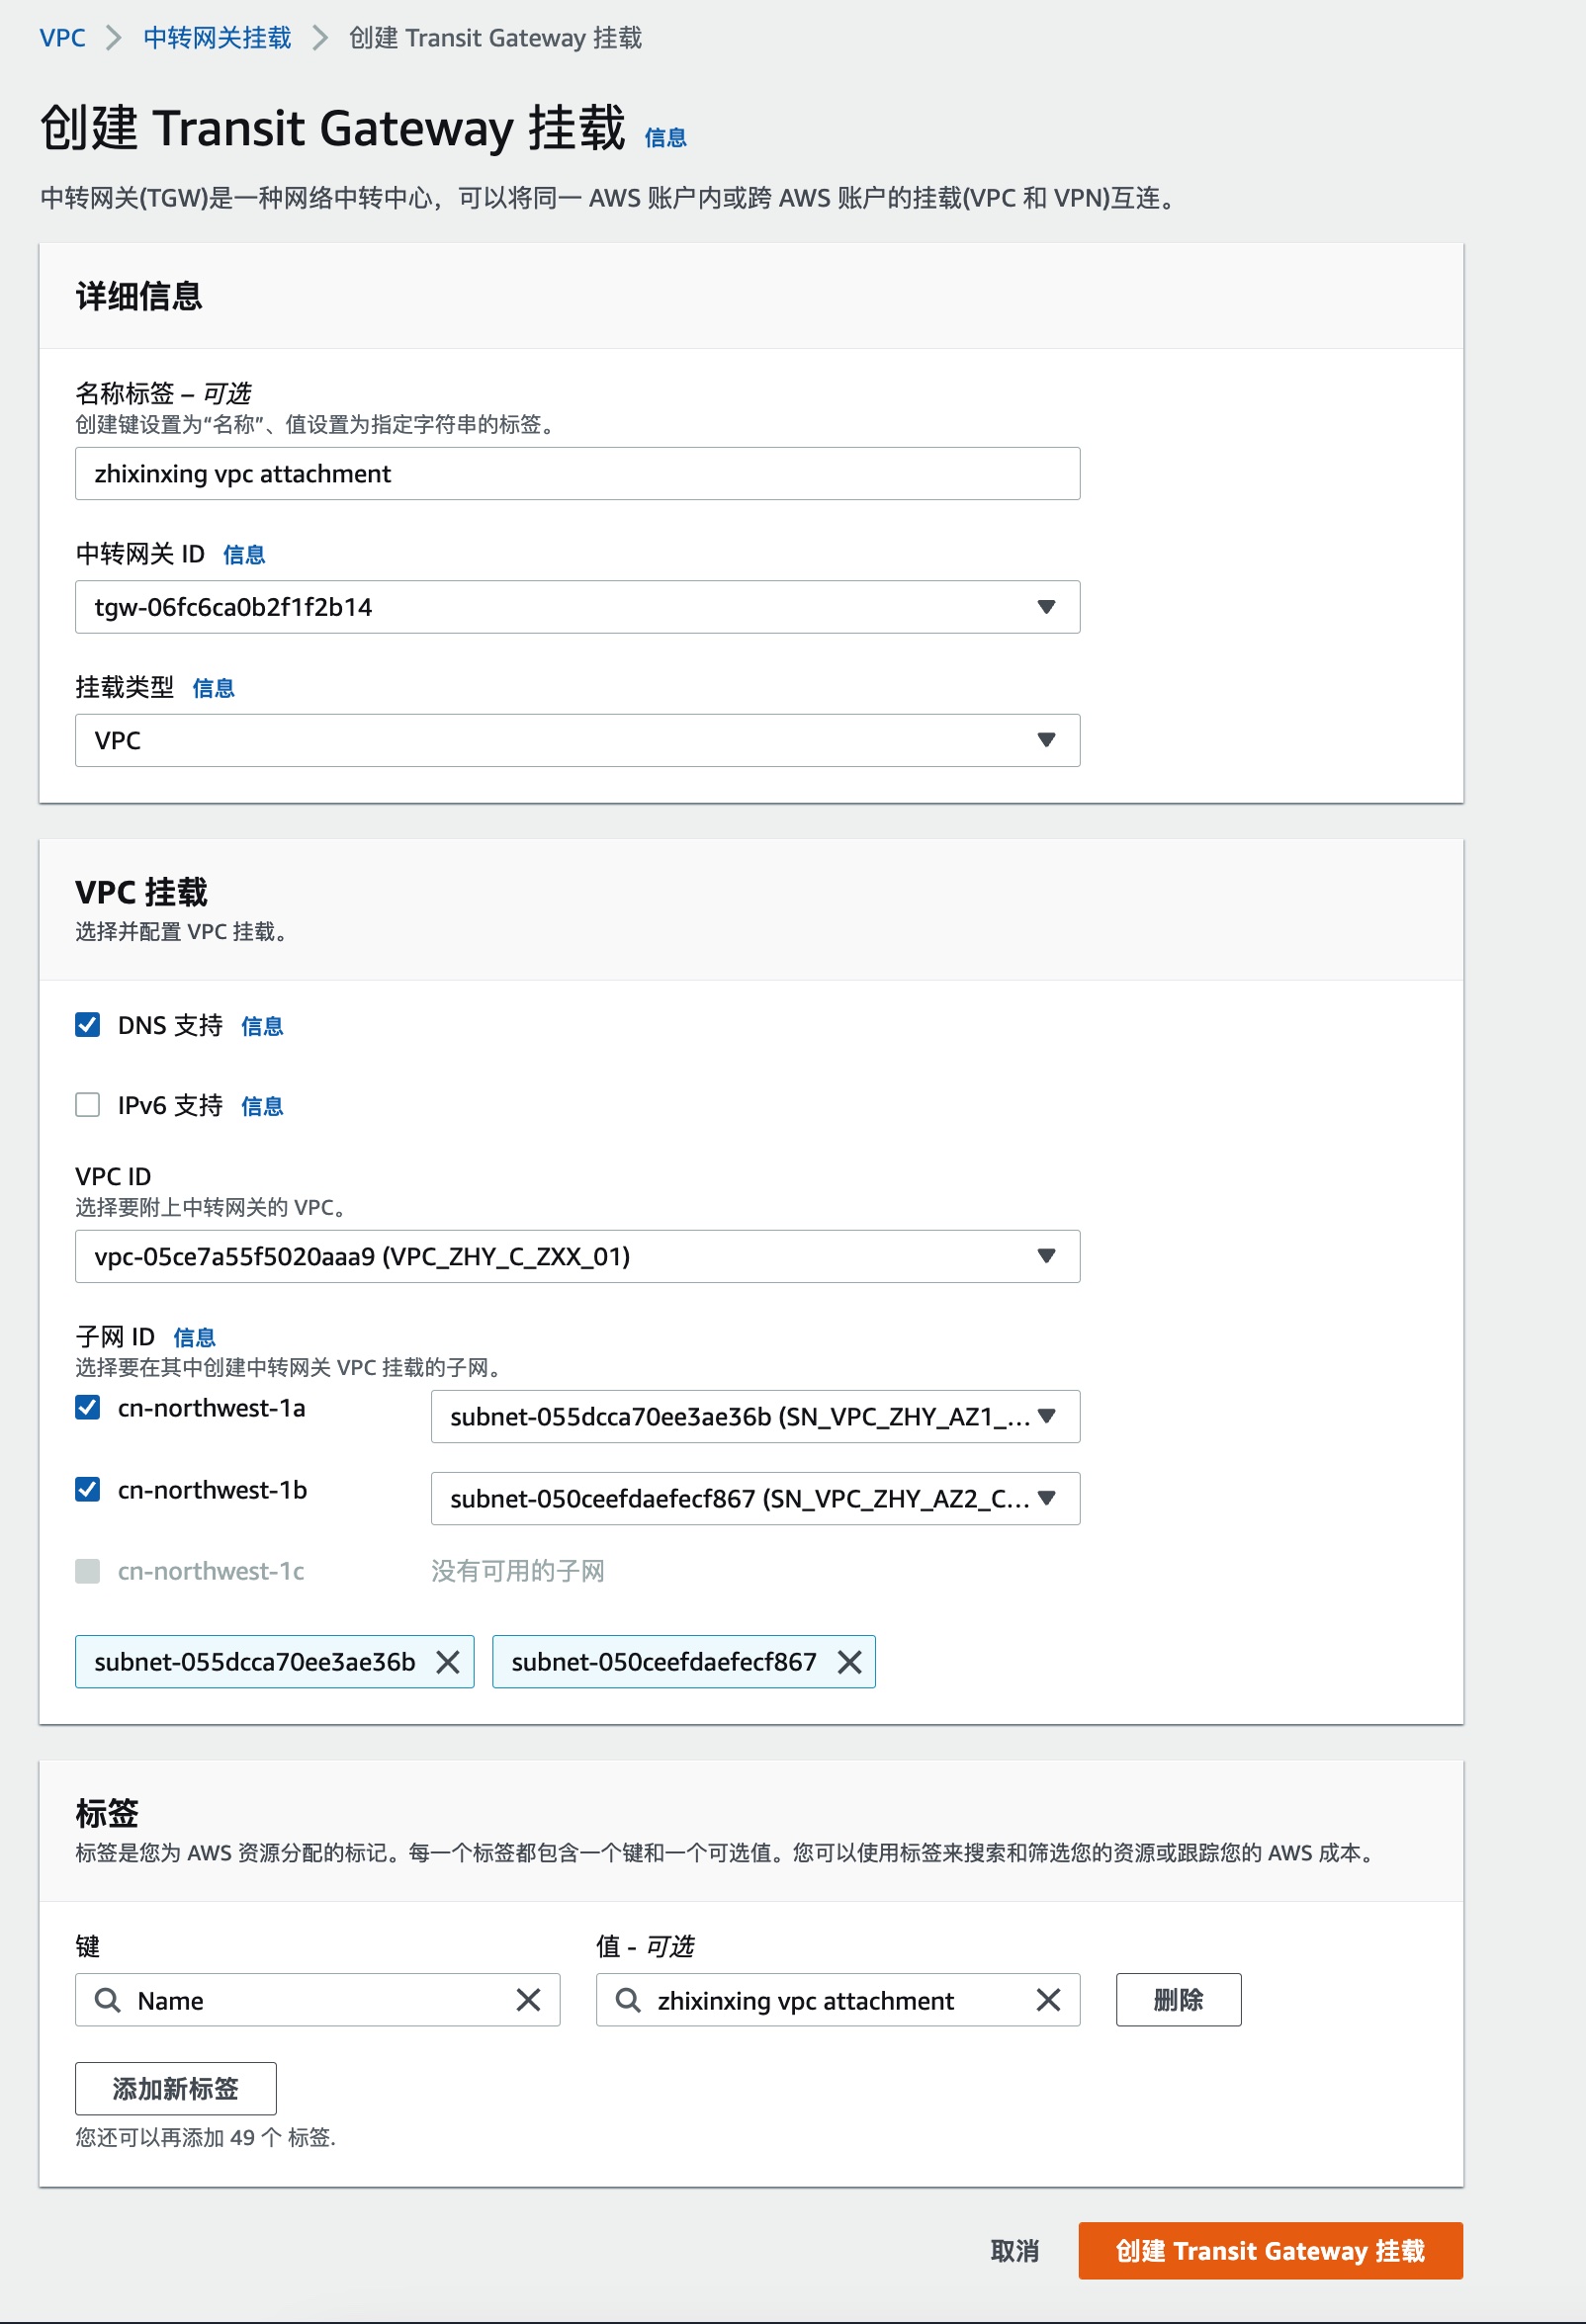 VPC > 中转网关挂载 > 创建 Transit Gateway 挂载
创建 Transit Gateway 挂载 信息
中转网关(TGW)是一种网络中转中心，可以将同一 AWS 账户内或跨 AWS 账户的挂载(VPC 和 VPN)互连。
详细信息
名称标签 – 可选
创建键设置为“名称”、值设置为指定字符串的标签。
zhixinxing vpc attachment
中转网关 ID 信息
tgw-06fc6ca0b2f1f2b14
挂载类型 信息
VPC
VPC 挂载
选择并配置 VPC 挂载。
DNS 支持 信息
IPv6 支持 信息
VPC ID
选择要附上中转网关的 VPC。
vpc-05ce7a55f5020aaa9 (VPC_ZHY_C_ZXX_01)
子网 ID 信息
选择要在其中创建中转网关 VPC 挂载的子网。
cn-northwest-1a subnet-055dcca70ee3ae36b (SN_VPC_ZHY_AZ1_...
cn-northwest-1b subnet-050ceefdaefecf867 (SN_VPC_ZHY_AZ2_C...
cn-northwest-1c 没有可用的子网
subnet-055dcca70ee3ae36b subnet-050ceefdaefecf867
标签
标签是您为 AWS 资源分配的标记。每一个标签都包含一个键和一个可选值。您可以使用标签来搜索和筛选您的资源或跟踪您的 AWS 成本。
键 值 - 可选
Name zhixinxing vpc attachment 删除
添加新标签
您还可以再添加 49 个 标签.
取消 创建 Transit Gateway 挂载